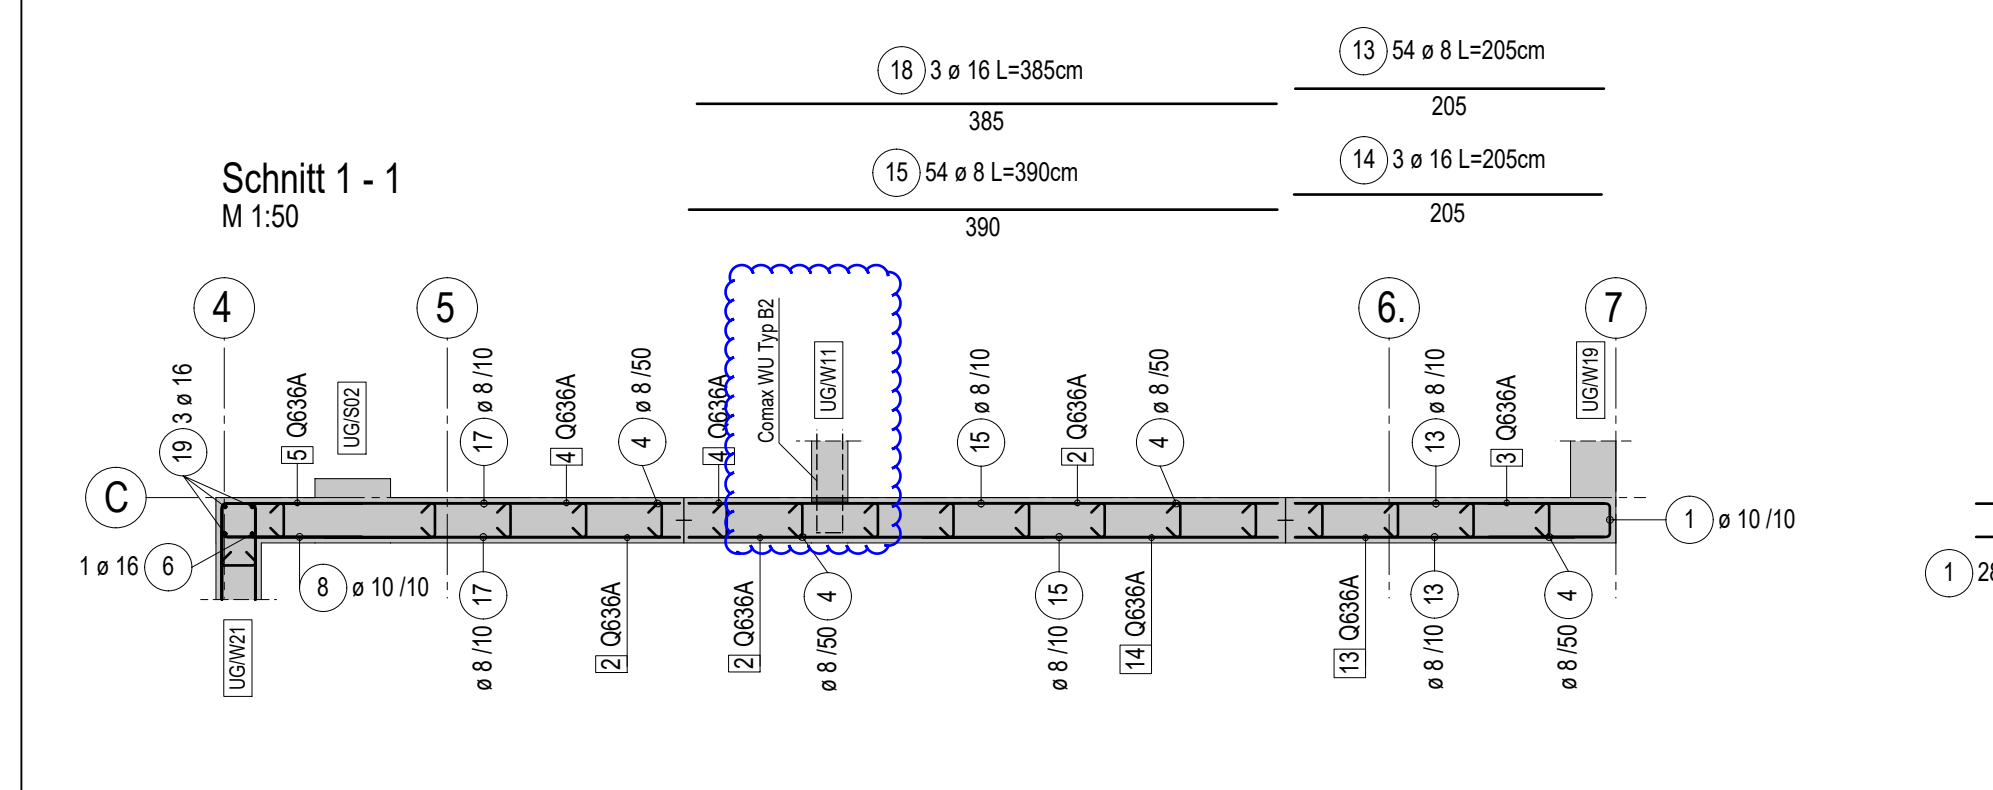 18 3 ø 16 L=385cm
385
13 54 ø 8 L=205cm
205
15 54 ø 8 L=390cm
390
14 3 ø 16 L=205cm
205
Schnitt 1 - 1
M 1:50
4
5
6.
7
C
19 3 ø 16
5 Q636A
UG/S02
17 ø 8 /10
4 Q636A
4 ø 8 /50
4 Q636A
Comax WU Typ B2
UG/W11
15 ø 8 /10
2 Q636A
4 ø 8 /50
13 ø 8 /10
3 Q636A
UG/W19
1 ø 10 /10
1 ø 16 6
8 ø 10 /10
UG/W21
ø 8 /10 17
2 Q636A
2 Q636A
ø 8 /50 4
ø 8 /10 15
14 Q636A
13 Q636A
ø 8 /10 13
ø 8 /50 4
1 28